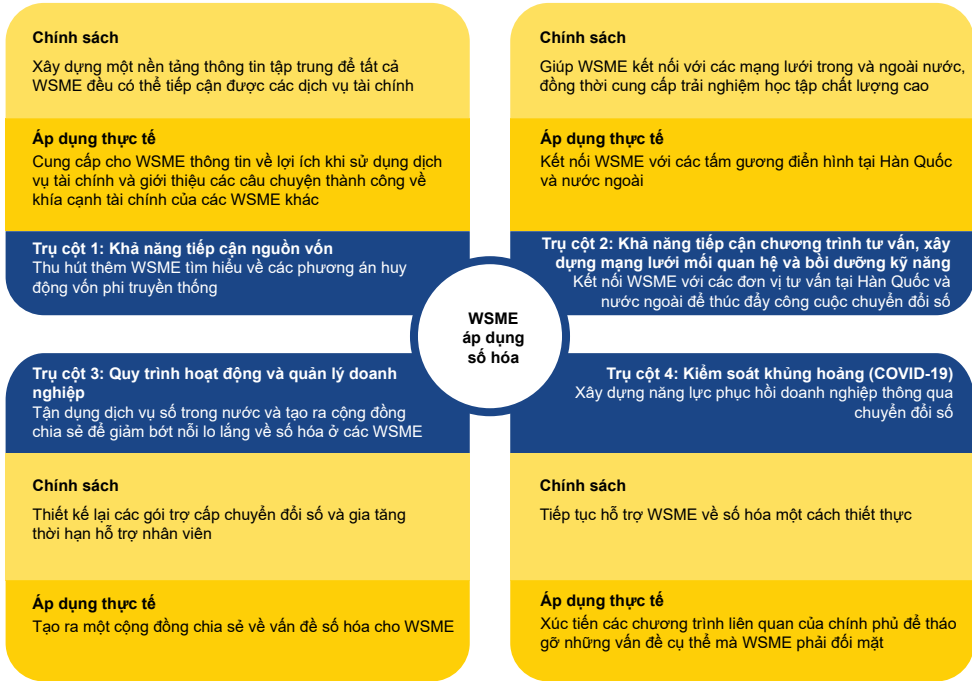 Chính sách
Xây dựng một nền tảng thông tin tập trung để tất cả
WSME đều có thể tiếp cận được các dịch vụ tài chính
Áp dụng thực tế
Cung cấp cho WSME thông tin về lợi ích khi sử dụng dịch
vụ tài chính và giới thiệu các câu chuyện thành công về
khía cạnh tài chính của các WSME khác
Trụ cột 1: Khả năng tiếp cận nguồn vốn
Thu hút thêm WSME tìm hiểu về các phương án huy
động vốn phi truyền thống
Chính sách
Giúp WSME kết nối với các mạng lưới trong và ngoài nước,
đồng thời cung cấp trải nghiệm học tập chất lượng cao
Áp dụng thực tế
Kết nối WSME với các tấm gương điển hình tại Hàn Quốc
và nước ngoài
Trụ cột 2: Khả năng tiếp cận chương trình tư vấn, xây
dựng mạng lưới mối quan hệ và bồi dưỡng kỹ năng
Kết nối WSME với các đơn vị tư vấn tại Hàn Quốc và
nước ngoài để thúc đẩy công cuộc chuyển đổi số
WSME
áp dụng
số hóa
Trụ cột 3: Quy trình hoạt động và quản lý doanh
nghiệp
Tận dụng dịch vụ số trong nước và tạo ra cộng đồng
chia sẻ để giảm bớt nỗi lo lắng về số hóa ở các WSME
Chính sách
Thiết kế lại các gói trợ cấp chuyển đổi số và gia tăng
thời hạn hỗ trợ nhân viên
Áp dụng thực tế
Tạo ra một cộng đồng chia sẻ về vấn đề số hóa cho WSME
Trụ cột 4: Kiểm soát khủng hoảng (COVID-19)
Xây dựng năng lực phục hồi doanh nghiệp thông qua
chuyển đổi số
Chính sách
Tiếp tục hỗ trợ WSME về số hóa một cách thiết thực
Áp dụng thực tế
Xúc tiến các chương trình liên quan của chính phủ để tháo
gỡ những vấn đề cụ thể mà WSME phải đối mặt